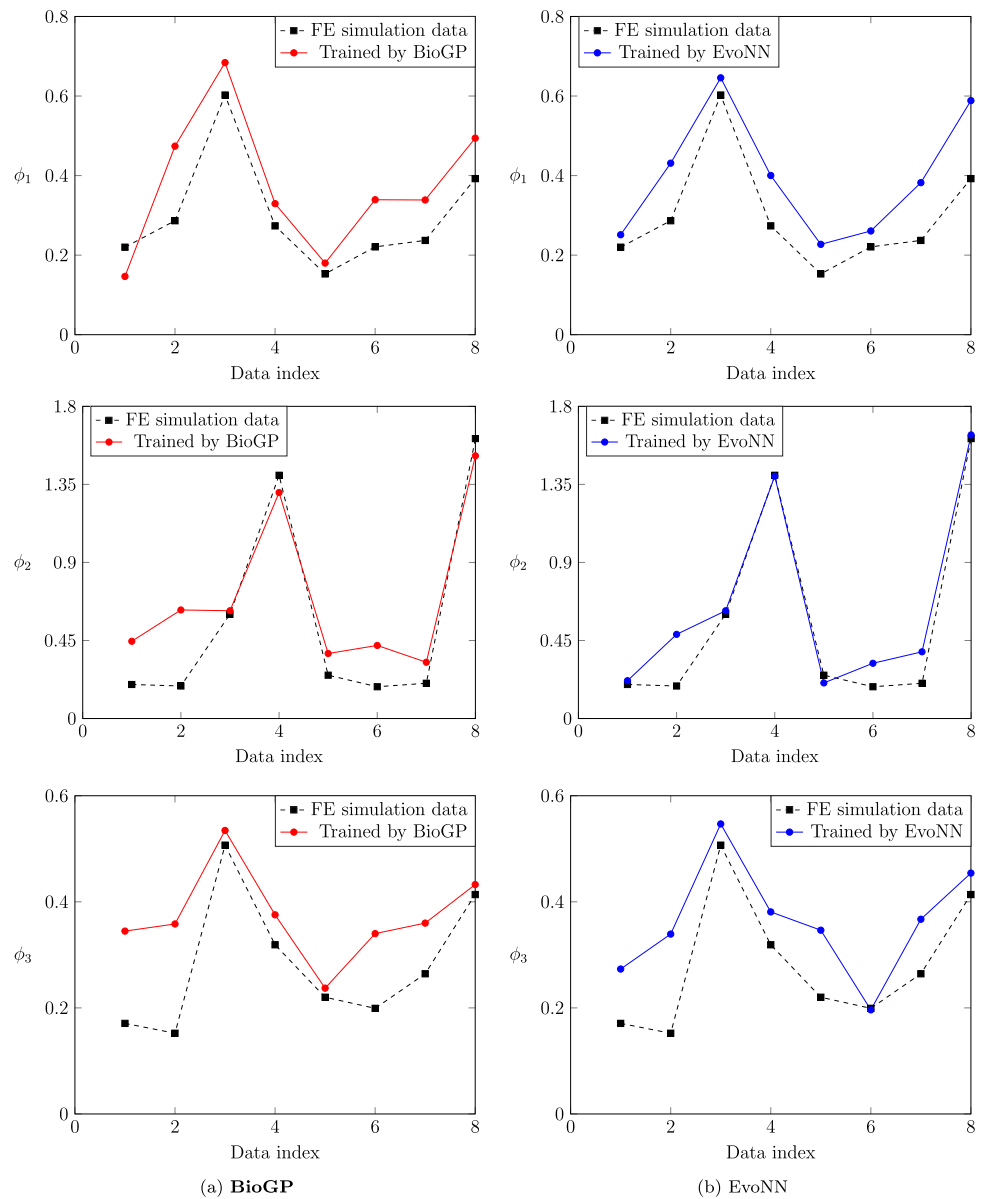 0.8
0.6
0.4
0.2
0
ϕ1
FE simulation data
Trained by BioGP
0 2 4 6 8
Data index
0.8
0.6
0.4
0.2
0
ϕ1
FE simulation data
Trained by EvoNN
0 2 4 6 8
Data index
1.8
1.35
0.9
0.45
0
ϕ2
FE simulation data
Trained by BioGP
0 2 4 6 8
Data index
1.8
1.35
0.9
0.45
0
ϕ2
FE simulation data
Trained by EvoNN
0 2 4 6 8
Data index
0.6
0.4
0.2
0
ϕ3
FE simulation data
Trained by BioGP
0 2 4 6 8
Data index
0.6
0.4
0.2
0
ϕ3
FE simulation data
Trained by EvoNN
0 2 4 6 8
Data index
(a) BioGP
(b) EvoNN